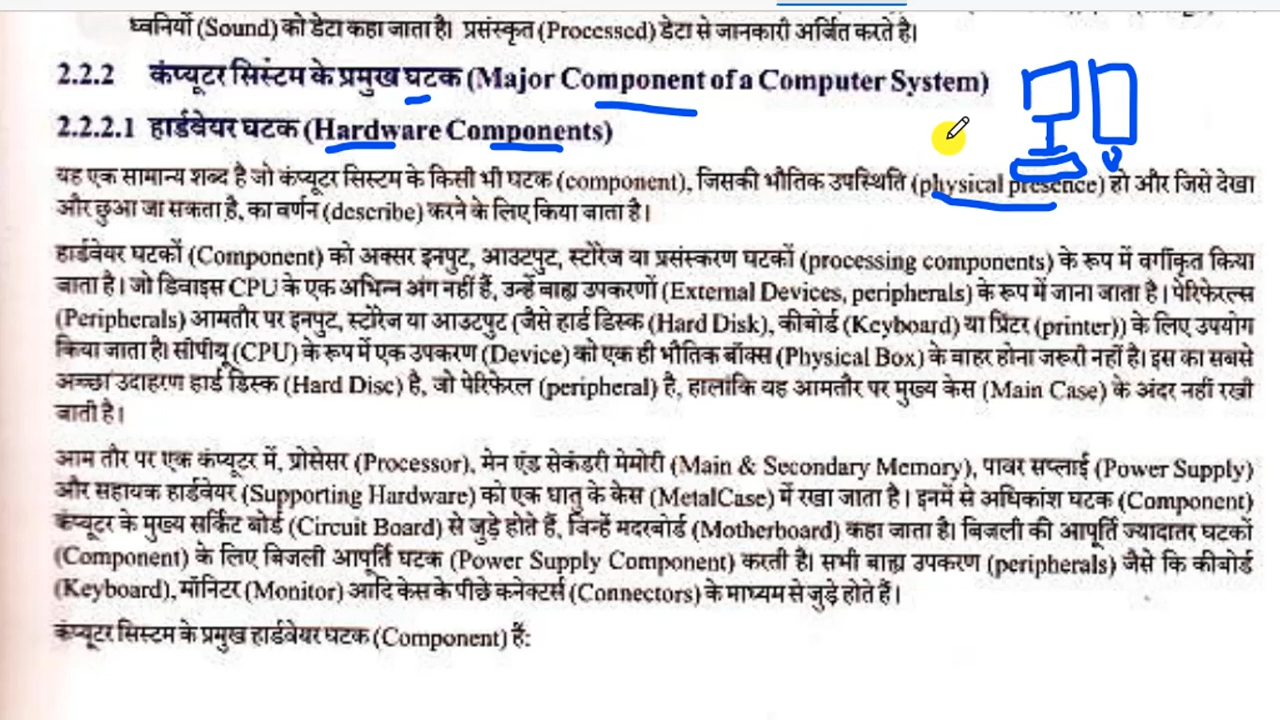 ध्वनियों (Sound) को डेटा कहा जाता है। प्रसंस्कृत (Processed) डेटा से जानकारी अर्जित करते है।
2.2.2 कंप्यूटर सिस्टम के प्रमुख घटक (Major Component of a Computer System)
2.2.2.1 हार्डवेयर घटक (Hardware Components)
यह एक सामान्य शब्द है जो कंप्यूटर सिस्टम के किसी भी घटक (component), जिसकी भौतिक उपस्थिति (physical presence) हो और जिसे देखा
और छुआ जा सकता है, का वर्णन (describe) करने के लिए किया जाता है।
हार्डवेयर घटकों (Component) को अक्सर इनपुट, आउटपुट, स्टोरेज या प्रसंस्करण घटकों (processing components) के रूप में वर्गीकृत किया
जाता है। जो डिवाइस CPU के एक अभिन्न अंग नहीं हैं, उन्हें बाह्य उपकरणों (External Devices, peripherals) के रूप में जाना जाता है। पेरिफेरल्स
(Peripherals) आमतौर पर इनपुट, स्टोरेज या आउटपुट (जैसे हार्ड डिस्क (Hard Disk), कीबोर्ड (Keyboard) या प्रिंटर (printer)) के लिए उपयोग
किया जाता है। सीपीयू (CPU) के रूप में एक उपकरण (Device) को एक ही भौतिक बॉक्स (Physical Box) के बाहर होना जरूरी नहीं है। इस का सबसे
अच्छा उदाहरण हार्ड डिस्क (Hard Disc) है, जो पेरिफेरल (peripheral) है, हालांकि यह आमतौर पर मुख्य केस (Main Case) के अंदर नहीं रखी
जाती है।
आम तौर पर एक कंप्यूटर में, प्रोसेसर (Processor), मेन एंड सेकंडरी मेमोरी (Main & Secondary Memory), पावर सप्लाई (Power Supply)
और सहायक हार्डवेयर (Supporting Hardware) को एक धातु के केस (MetalCase) में रखा जाता है। इनमें से अधिकांश घटक (Component)
कंप्यूटर के मुख्य सर्किट बोर्ड (Circuit Board) से जुड़े होते हैं, जिन्हें मदरबोर्ड (Motherboard) कहा जाता है। बिजली की आपूर्ति ज्यादातर घटकों
(Component) के लिए बिजली आपूर्ति घटक (Power Supply Component) करती है। सभी बाह्य उपकरण (peripherals) जैसे कि कीबोर्ड
(Keyboard), मॉनिटर (Monitor) आदि केस के पीछे कनेक्टर्स (Connectors) के माध्यम से जुड़े होते हैं।
कंप्यूटर सिस्टम के प्रमुख हार्डवेयर घटक (Component) हैं: